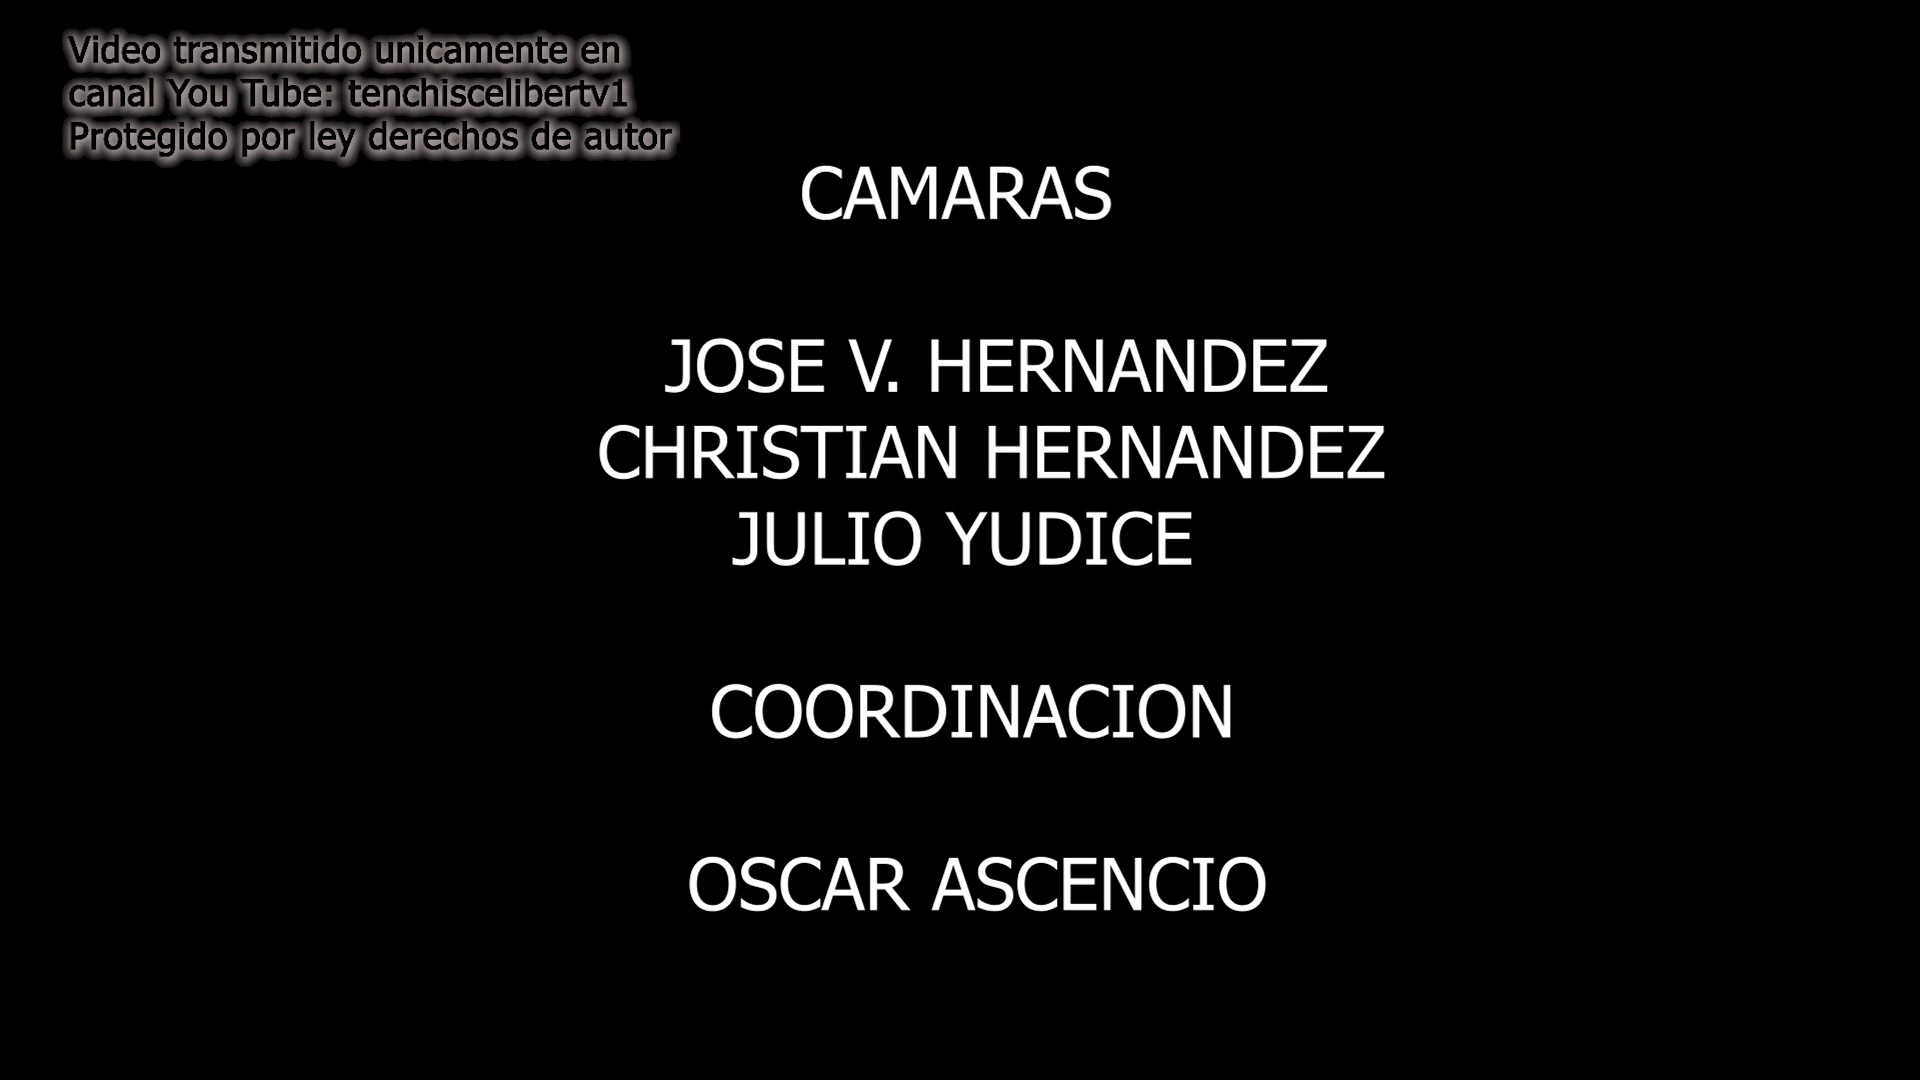 Video transmitido unicamente en
canal You Tube: tenchiscelibertv1
Protegido por ley derechos de autor
CAMARAS
JOSE V. HERNANDEZ
CHRISTIAN HERNANDEZ
JULIO YUDICE
COORDINACION
OSCAR ASCENCIO